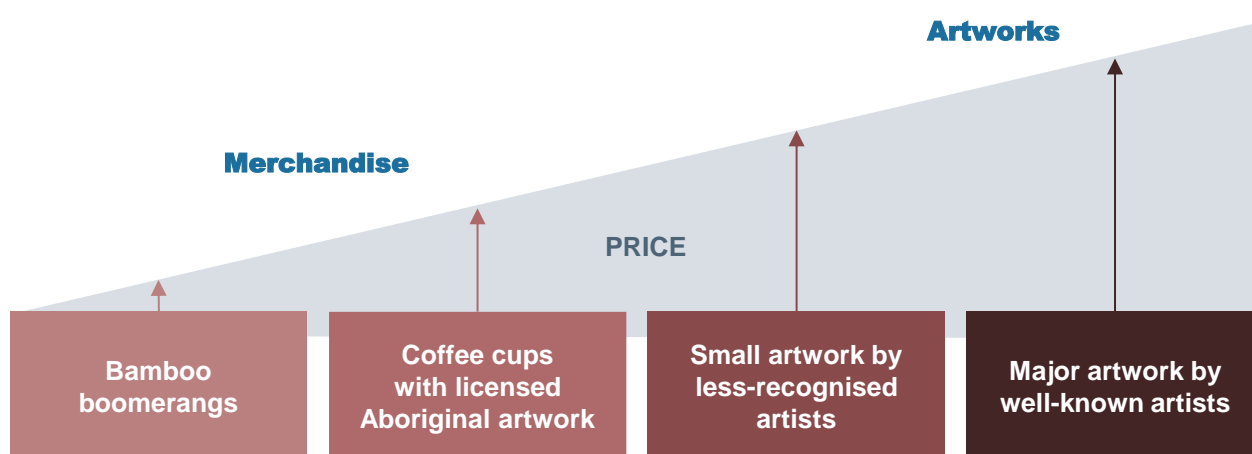 Artworks
Merchandise
PRICE
Bamboo
boomerangs
Coffee cups
with licensed
Aboriginal artwork
Small artwork by
less-recognised
artists
Major artwork by
well-known artists